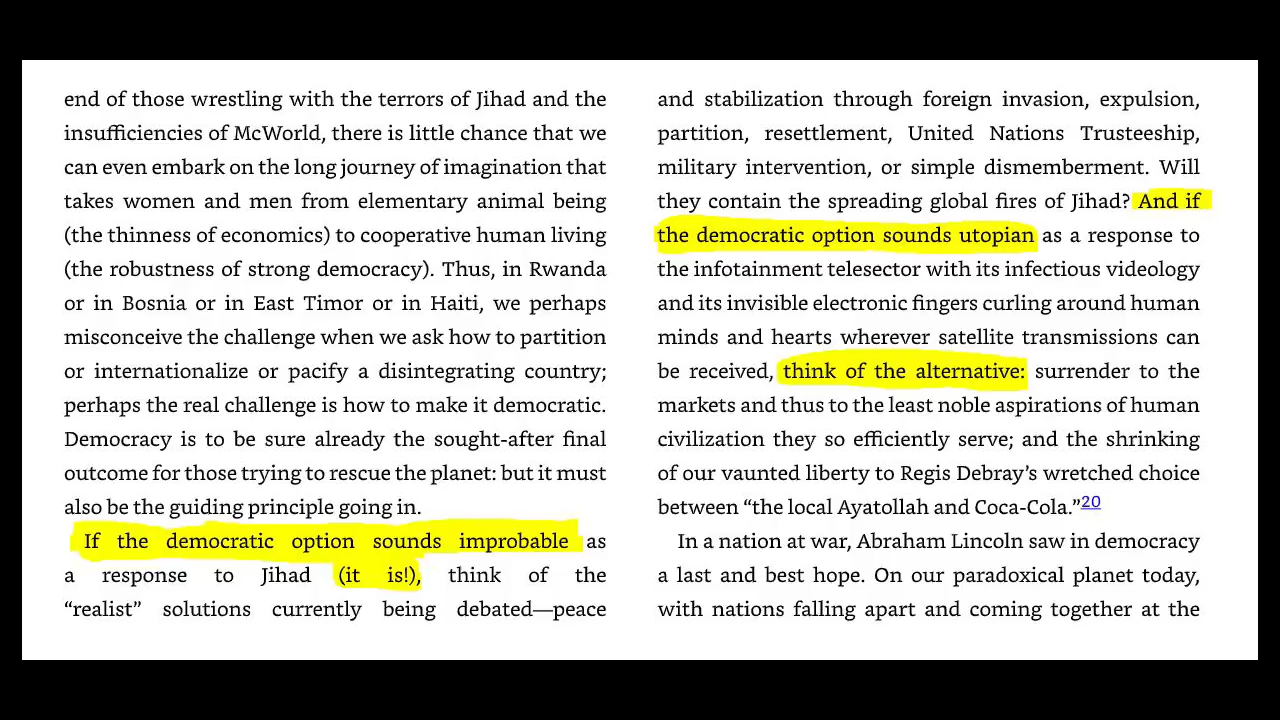 end of those wrestling with the terrors of Jihad and the
insufficiencies of McWorld, there is little chance that we
can even embark on the long journey of imagination that
takes women and men from elementary animal being
(the thinness of economics) to cooperative human living
(the robustness of strong democracy). Thus, in Rwanda
or in Bosnia or in East Timor or in Haiti, we perhaps
misconceive the challenge when we ask how to partition
or internationalize or pacify a disintegrating country;
perhaps the real challenge is how to make it democratic.
Democracy is to be sure already the sought-after final
outcome for those trying to rescue the planet: but it must
also be the guiding principle going in.
If the democratic option sounds improbable as
a response to Jihad (it is!), think of the
“realist” solutions currently being debated—peace
and stabilization through foreign invasion, expulsion,
partition, resettlement, United Nations Trusteeship,
military intervention, or simple dismemberment. Will
they contain the spreading global fires of Jihad? And if
the democratic option sounds utopian as a response to
the infotainment telesector with its infectious videology
and its invisible electronic fingers curling around human
minds and hearts wherever satellite transmissions can
be received, think of the alternative: surrender to the
markets and thus to the least noble aspirations of human
civilization they so efficiently serve; and the shrinking
of our vaunted liberty to Regis Debray’s wretched choice
between “the local Ayatollah and Coca-Cola.”20
In a nation at war, Abraham Lincoln saw in democracy
a last and best hope. On our paradoxical planet today,
with nations falling apart and coming together at the